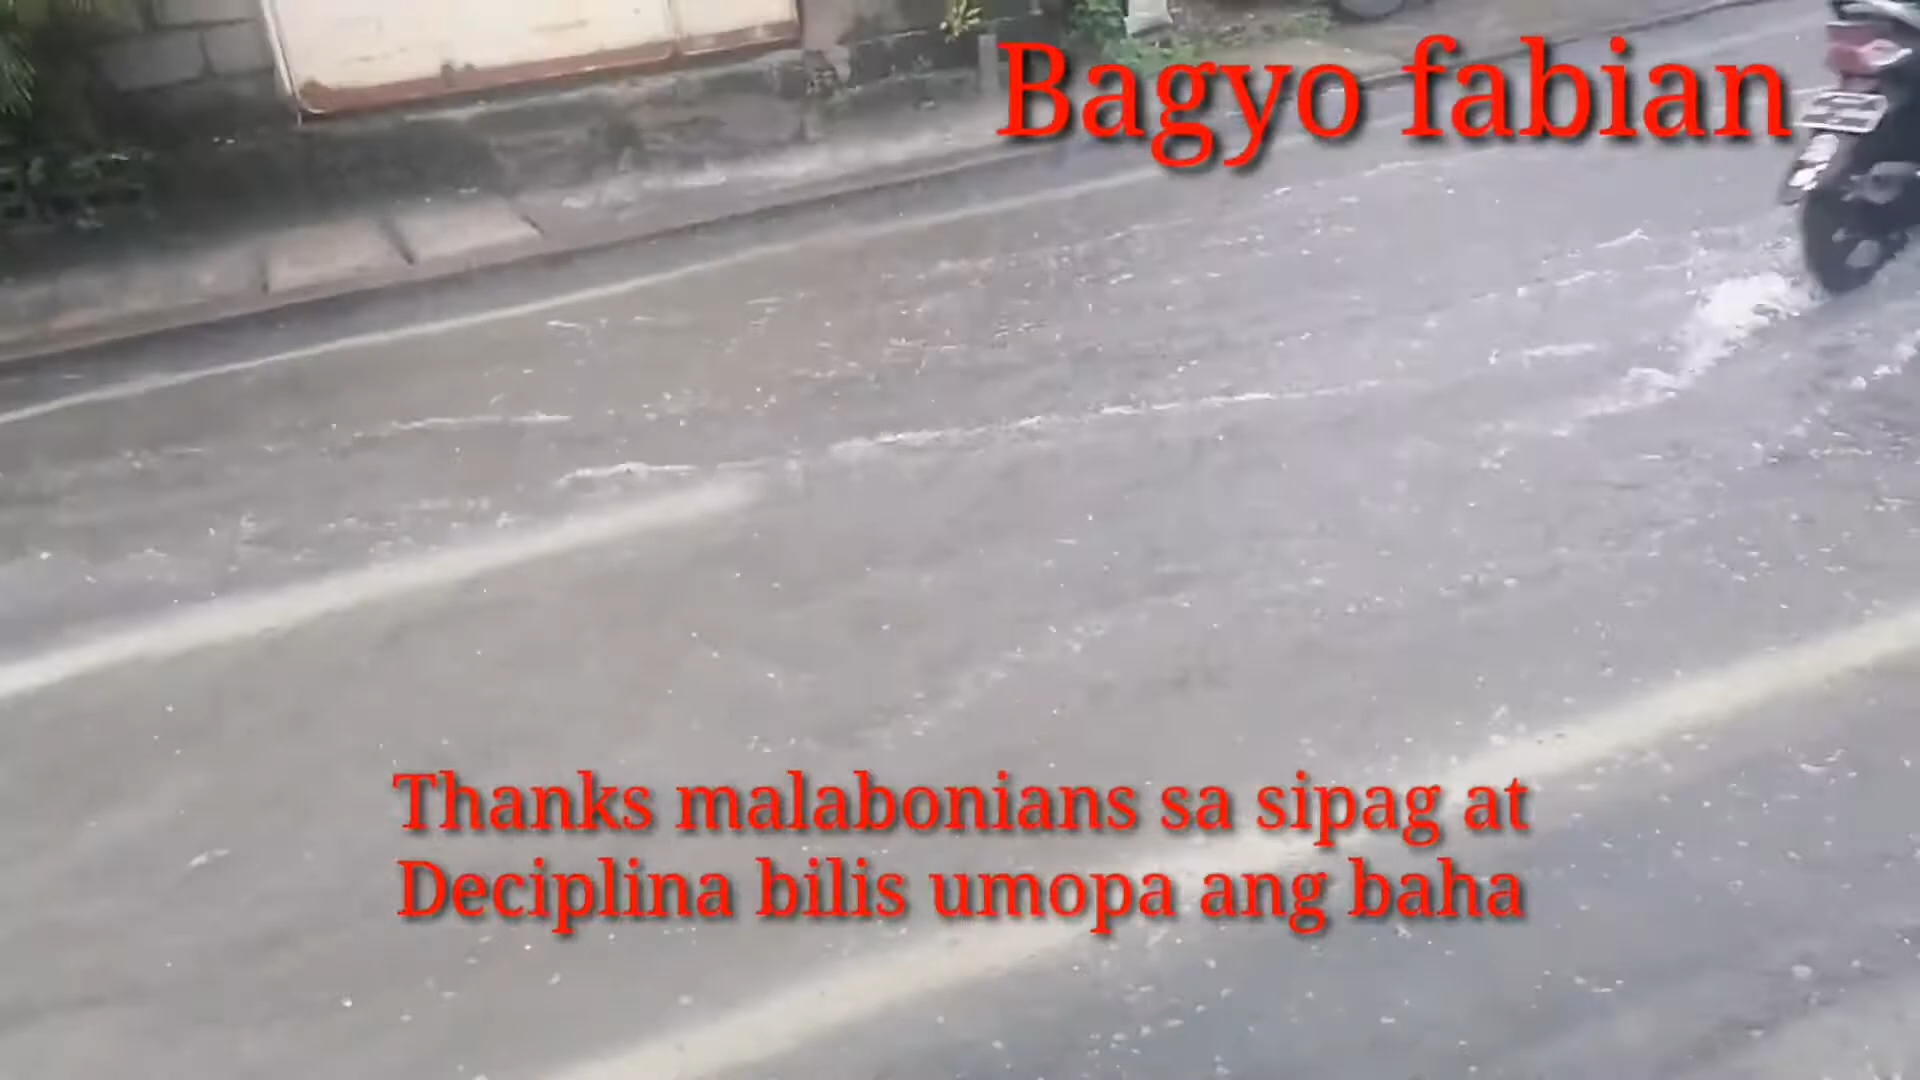 Bagyo fabian
Thanks malabonians sa sipag at
Deciplina bilis umopa ang baha